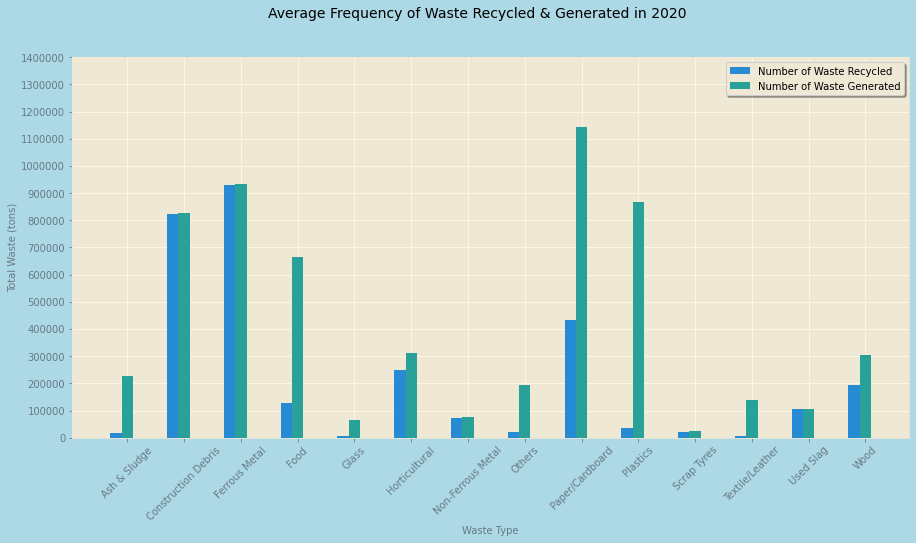 Average Frequency of Waste Recycled & Generated in 2020
Number of Waste Recycled
Number of Waste Generated
Total Waste (tons)
1400000
1300000
1200000
1100000
1000000
900000
800000
700000
600000
500000
400000
300000
200000
100000
0
Ash & Sludge
Construction Debris
Ferrous Metal
Food
Glass
Horticultural
Non-Ferrous Metal
Others
Paper/Cardboard
Plastics
Scrap Tyres
Textile/Leather
Used Slag
Wood
Waste Type